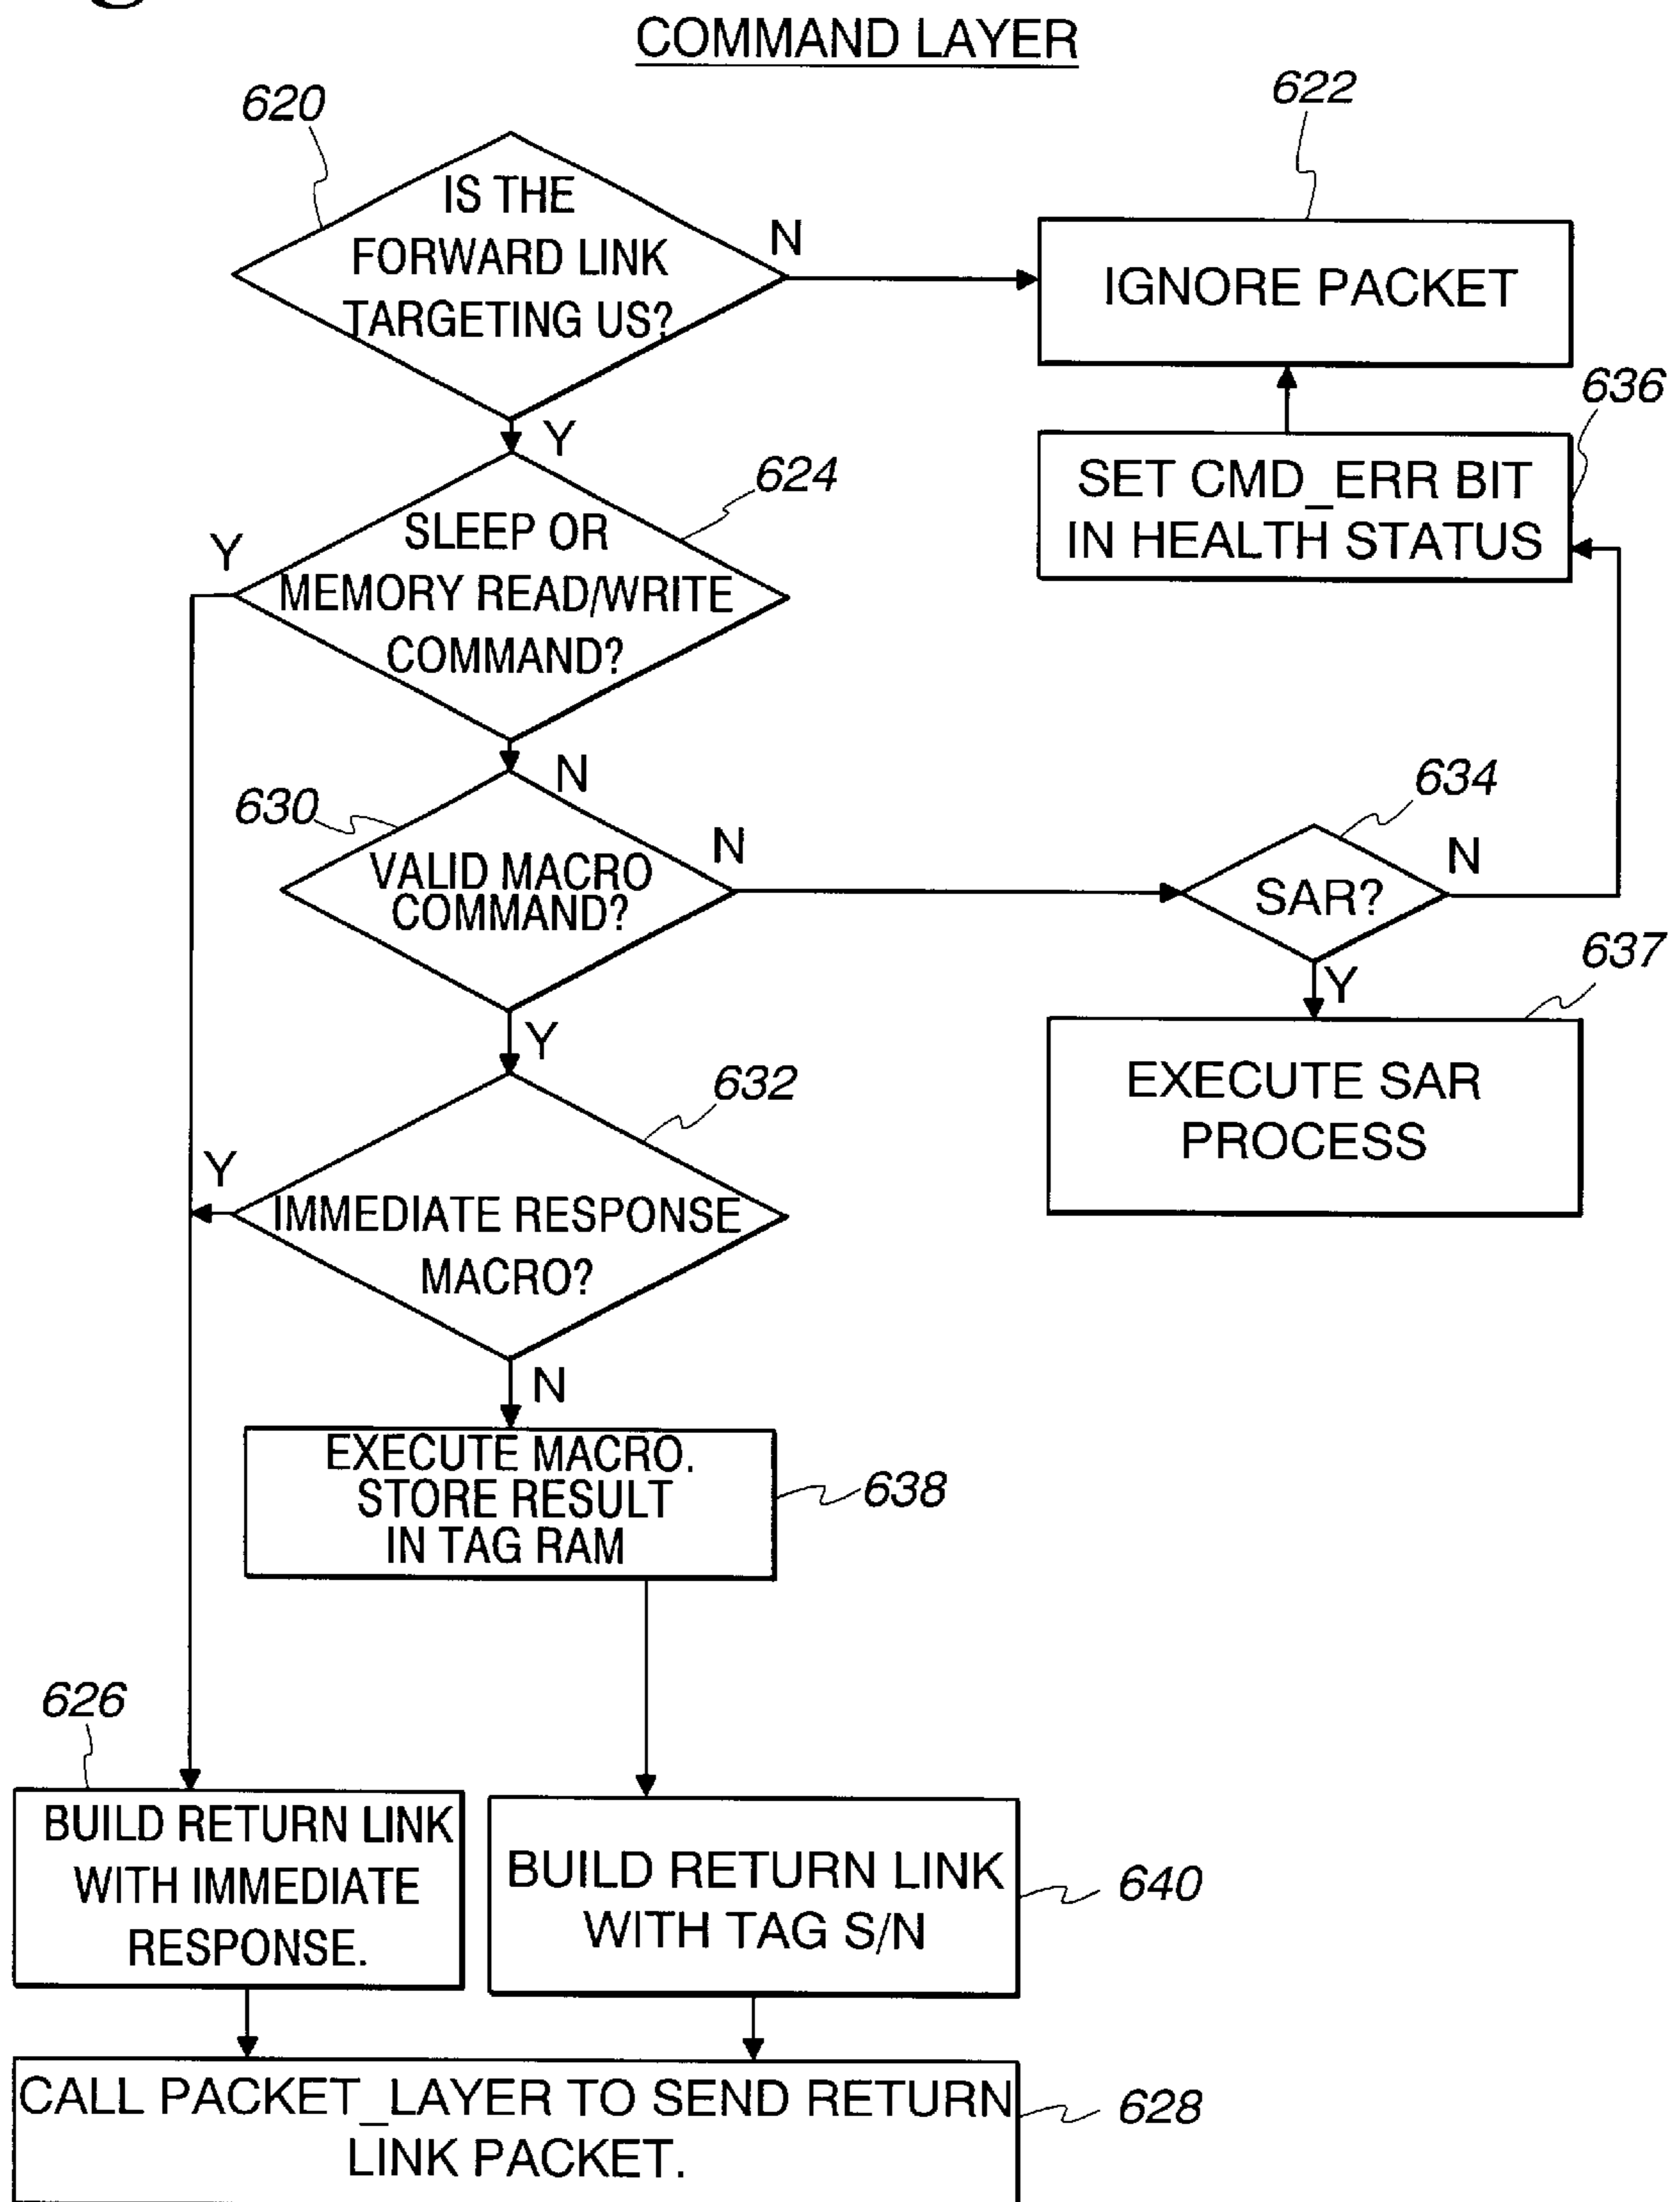 COMMAND LAYER
620
622
IS THE
FORWARD LINK
TARGETING US?
N
IGNORE PACKET
Y
636
SET CMD_ERR BIT
IN HEALTH STATUS
624
SLEEP OR
MEMORY READ/WRITE
COMMAND?
Y
N
630
VALID MACRO
COMMAND?
N
634
SAR?
N
Y
637
EXECUTE SAR
PROCESS
Y
632
IMMEDIATE RESPONSE
MACRO?
Y
N
EXECUTE MACRO.
STORE RESULT
IN TAG RAM
638
626
BUILD RETURN LINK
WITH IMMEDIATE
RESPONSE.
BUILD RETURN LINK
WITH TAG S/N
640
CALL PACKET_LAYER TO SEND RETURN
LINK PACKET.
628